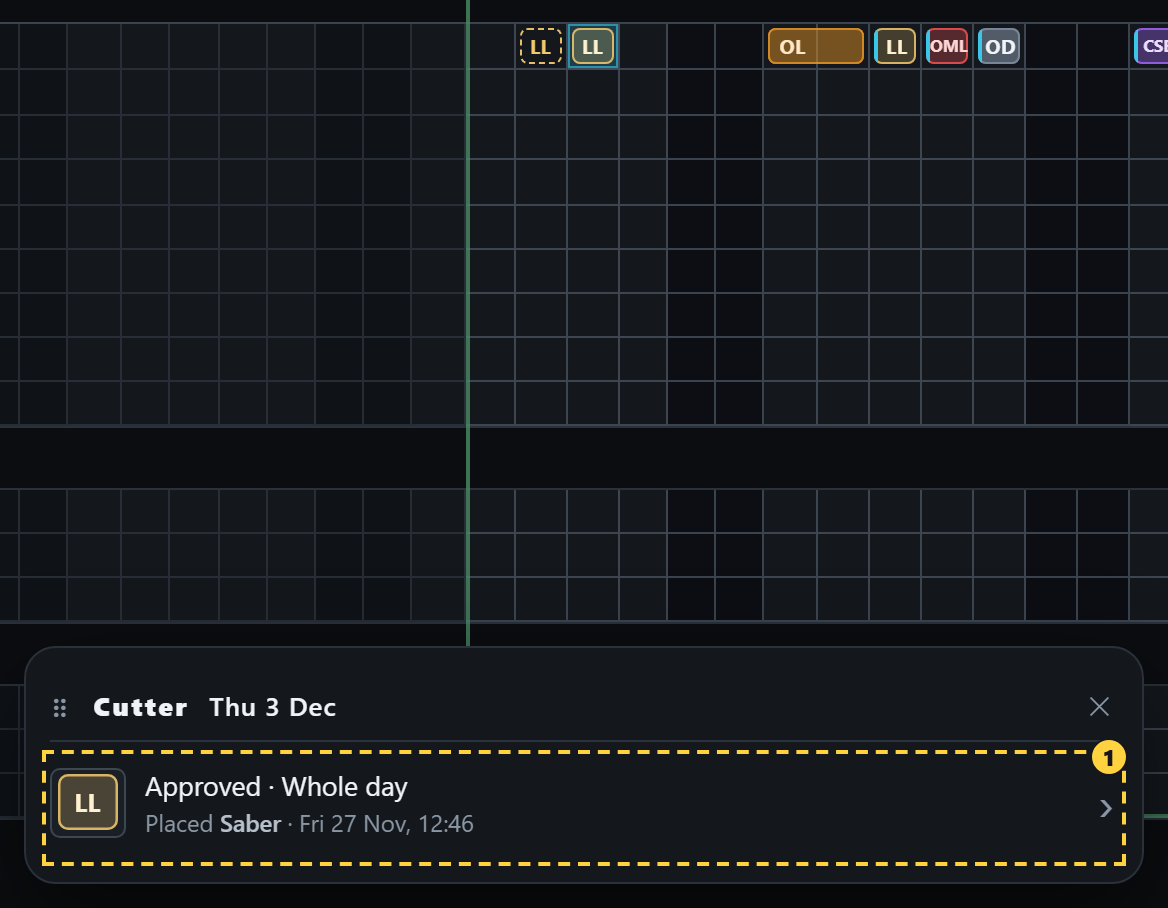 LL LL OL LL OML OD
Cutter Thu 3 Dec
1
LL
Approved · Whole day
Placed Saber · Fri 27 Nov, 12:46